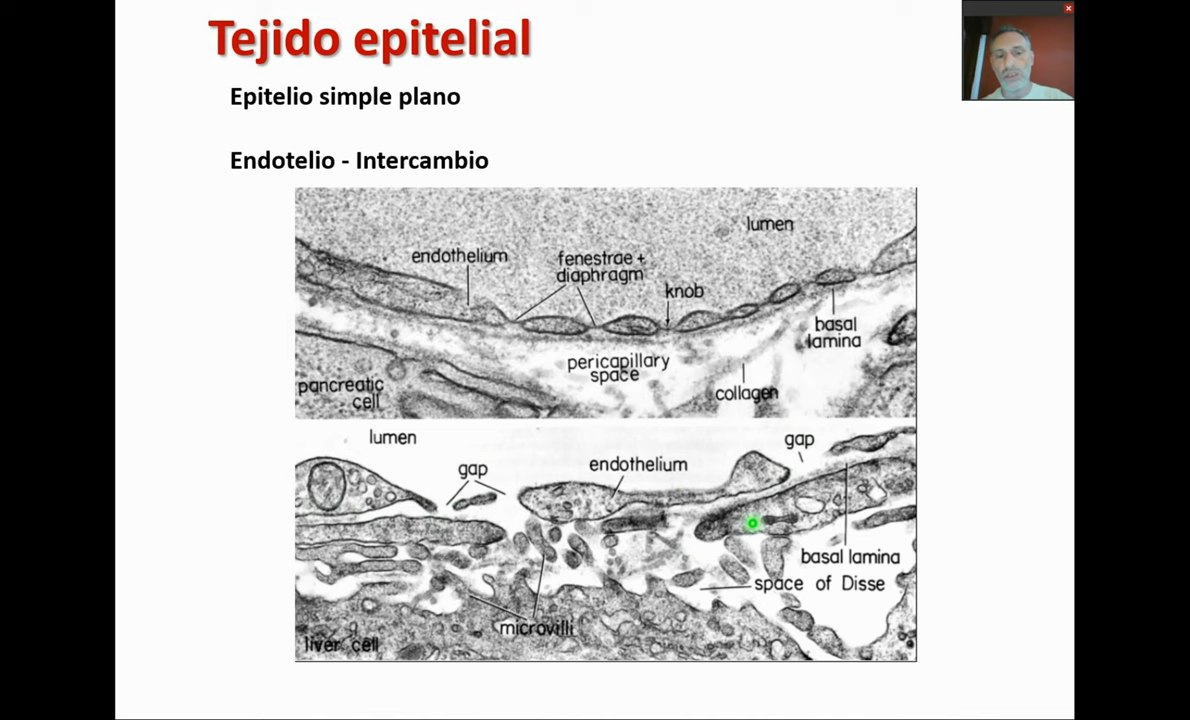 Tejido epitelial
Epitelio simple plano
Endotelio - Intercambio
lumen
endothelium
fenestrae +
diaphragm
knob
basal
lamina
pericapillary
space
pancreatic
cell
collagen
lumen
gap
gap
endothelium
basal lamina
space of Disse
microvilli
liver cell